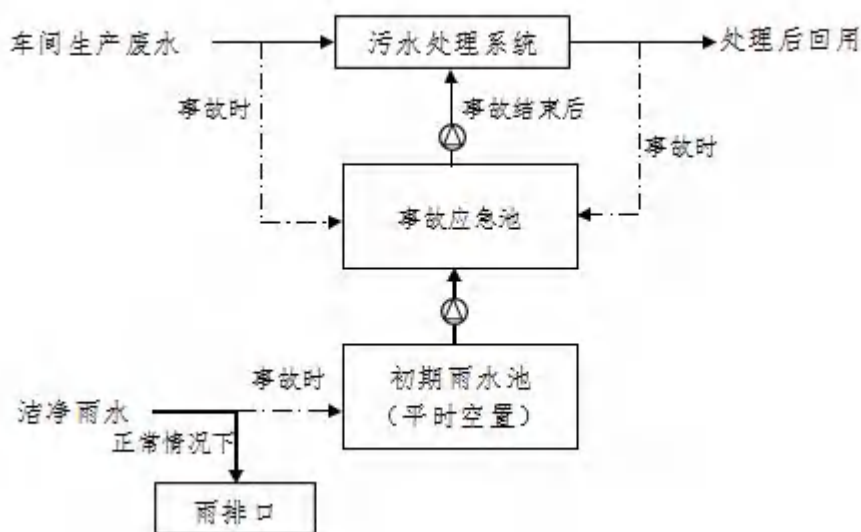 车间生产废水
污水处理系统
处理后回用
事故时
事故结束后
事故时
事故应急池
事故时
初期雨水池
（平时空置）
洁净雨水
正常情况下
雨排口